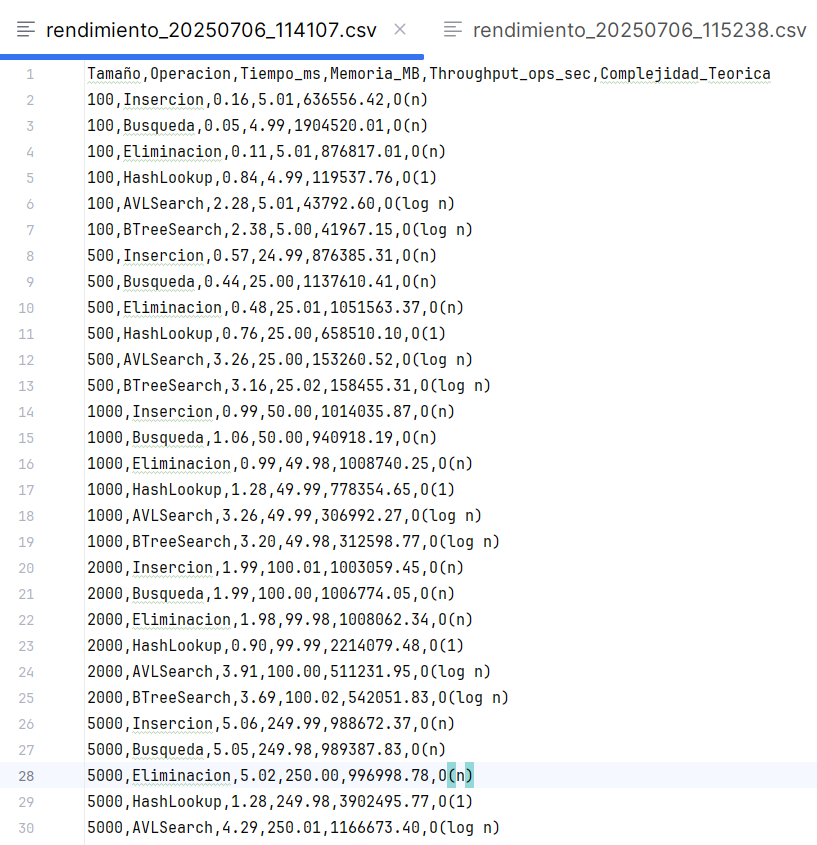 rendimiento_20250706_114107.csv × rendimiento_20250706_115238.csv
1 Tamaño,Operacion,Tiempo_ms,Memoria_MB,Throughput_ops_sec,Complejidad_Teorica
2 100,Insercion,0.16,5.01,636556.42,O(n)
3 100,Busqueda,0.05,4.99,1904520.01,O(n)
4 100,Eliminacion,0.11,5.01,876817.01,O(n)
5 100,HashLookup,0.84,4.99,119537.76,O(1)
6 100,AVLSearch,2.28,5.01,43792.60,O(log n)
7 100,BTreeSearch,2.38,5.00,41967.15,O(log n)
8 500,Insercion,0.57,24.99,876385.31,O(n)
9 500,Busqueda,0.44,25.00,1137610.41,O(n)
10 500,Eliminacion,0.48,25.01,1051563.37,O(n)
11 500,HashLookup,0.76,25.00,658510.10,O(1)
12 500,AVLSearch,3.26,25.00,153260.52,O(log n)
13 500,BTreeSearch,3.16,25.02,158455.31,O(log n)
14 1000,Insercion,0.99,50.00,1014035.87,O(n)
15 1000,Busqueda,1.06,50.00,940918.19,O(n)
16 1000,Eliminacion,0.99,49.98,1008740.25,O(n)
17 1000,HashLookup,1.28,49.99,778354.65,O(1)
18 1000,AVLSearch,3.26,49.99,306992.27,O(log n)
19 1000,BTreeSearch,3.20,49.98,312598.77,O(log n)
20 2000,Insercion,1.99,100.01,1003059.45,O(n)
21 2000,Busqueda,1.99,100.00,1006774.05,O(n)
22 2000,Eliminacion,1.98,99.98,1008062.34,O(n)
23 2000,HashLookup,0.90,99.99,2214079.48,O(1)
24 2000,AVLSearch,3.91,100.00,511231.95,O(log n)
25 2000,BTreeSearch,3.69,100.02,542051.83,O(log n)
26 5000,Insercion,5.06,249.99,988672.37,O(n)
27 5000,Busqueda,5.05,249.98,989387.83,O(n)
28 5000,Eliminacion,5.02,250.00,996998.78,O(n)
29 5000,HashLookup,1.28,249.98,3902495.77,O(1)
30 5000,AVLSearch,4.29,250.01,1166673.40,O(log n)